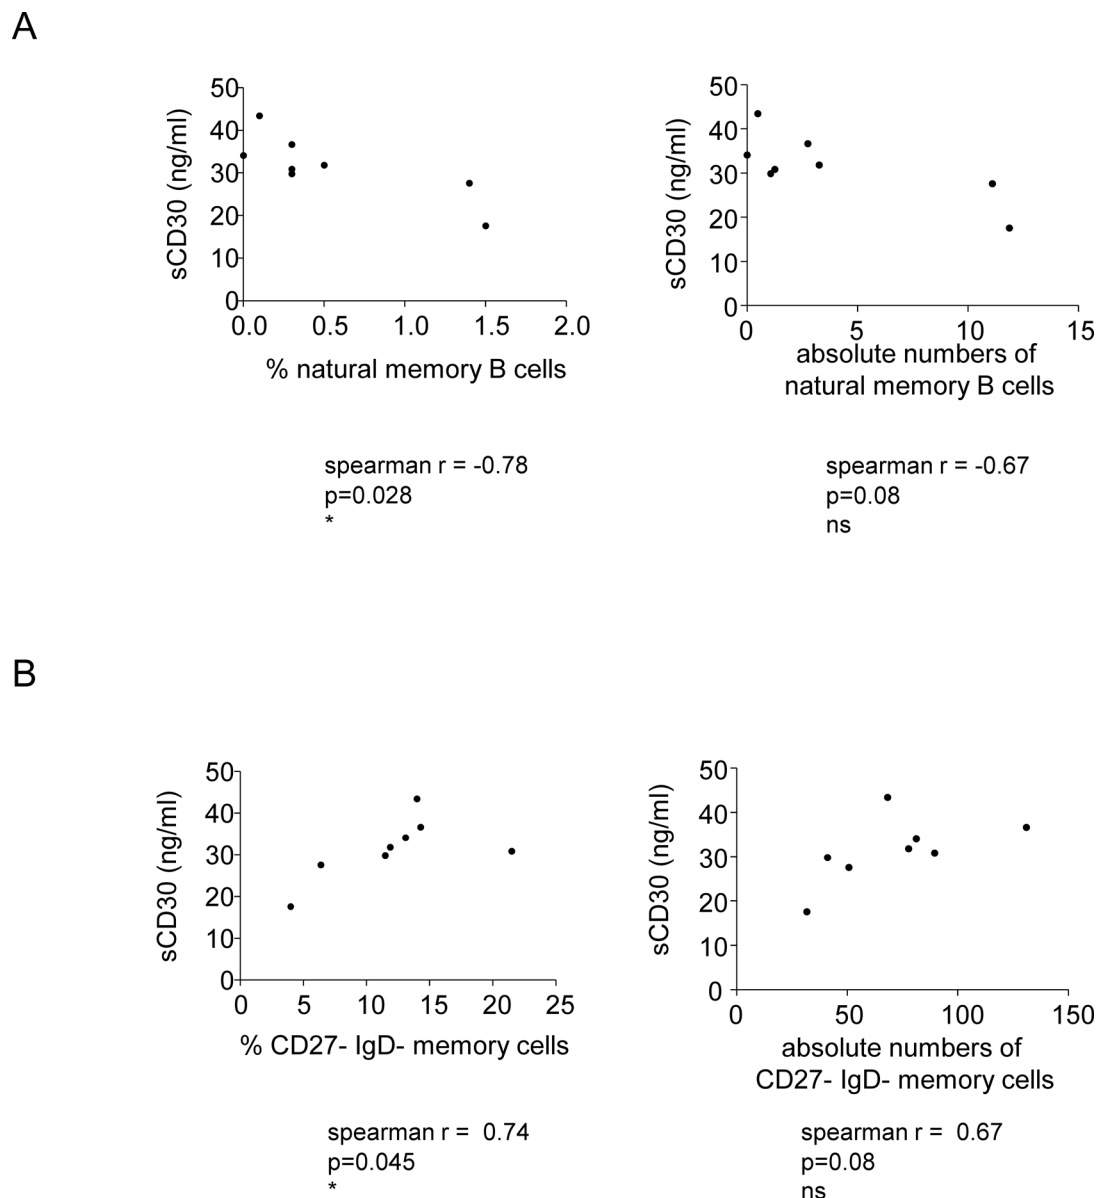 A
50
40
30
20
10
0
sCD30 (ng/ml)
0.0 0.5 1.0 1.5 2.0
% natural memory B cells
spearman r = -0.78
p=0.028
*
50
40
30
20
10
0
sCD30 (ng/ml)
0 5 10 15
absolute numbers of
natural memory B cells
spearman r = -0.67
p=0.08
ns
B
50
40
30
20
10
0
sCD30 (ng/ml)
0 5 10 15 20 25
% CD27- IgD- memory cells
spearman r =  0.74
p=0.045
*
50
40
30
20
10
0
sCD30 (ng/ml)
0 50 100 150
absolute numbers of
CD27- IgD- memory cells
spearman r =  0.67
p=0.08
ns